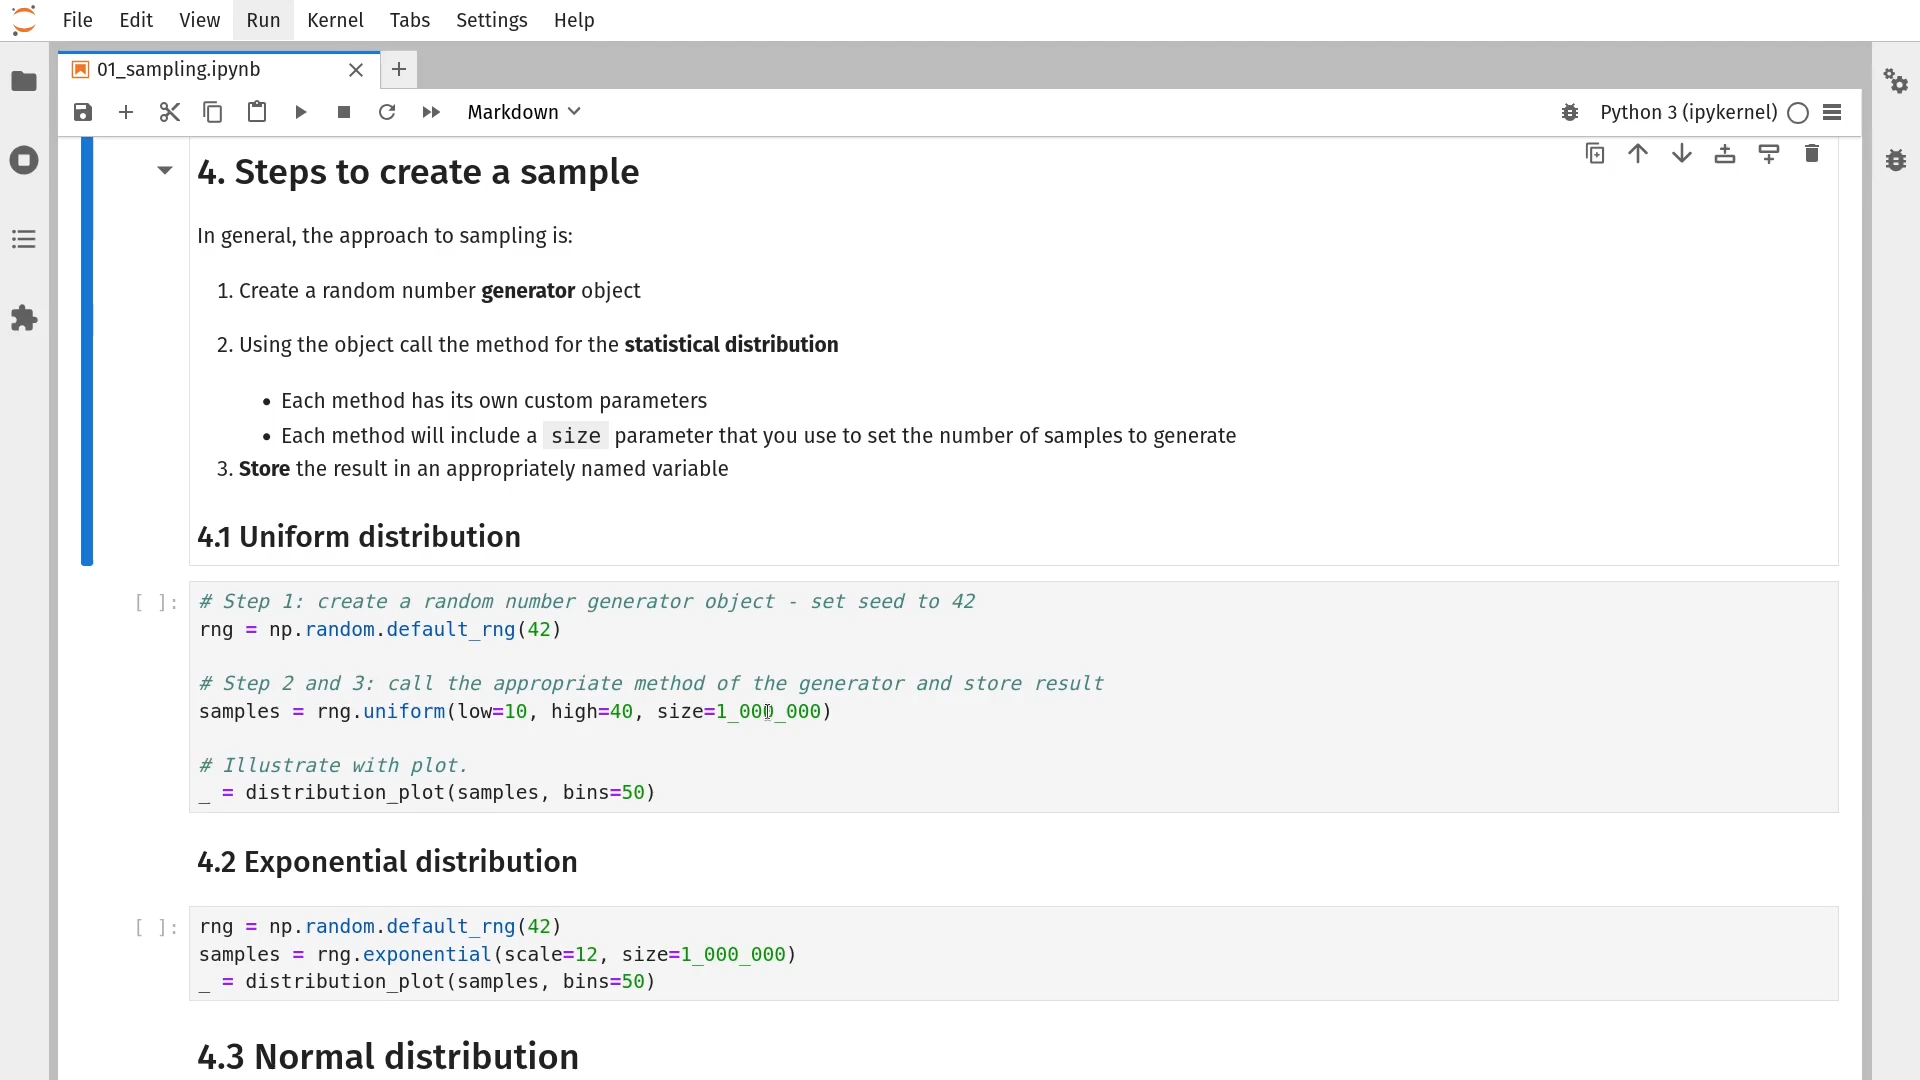 File Edit View Run Kernel Tabs Settings Help
01_sampling.ipynb
Markdown
Python 3 (ipykernel)
4. Steps to create a sample
In general, the approach to sampling is:
1. Create a random number generator object
2. Using the object call the method for the statistical distribution
• Each method has its own custom parameters
• Each method will include a size parameter that you use to set the number of samples to generate
3. Store the result in an appropriately named variable
4.1 Uniform distribution
[ ]: # Step 1: create a random number generator object - set seed to 42
rng = np.random.default_rng(42)
# Step 2 and 3: call the appropriate method of the generator and store result
samples = rng.uniform(low=10, high=40, size=1_000_000)
# Illustrate with plot.
_ = distribution_plot(samples, bins=50)
4.2 Exponential distribution
[ ]: rng = np.random.default_rng(42)
samples = rng.exponential(scale=12, size=1_000_000)
_ = distribution_plot(samples, bins=50)
4.3 Normal distribution